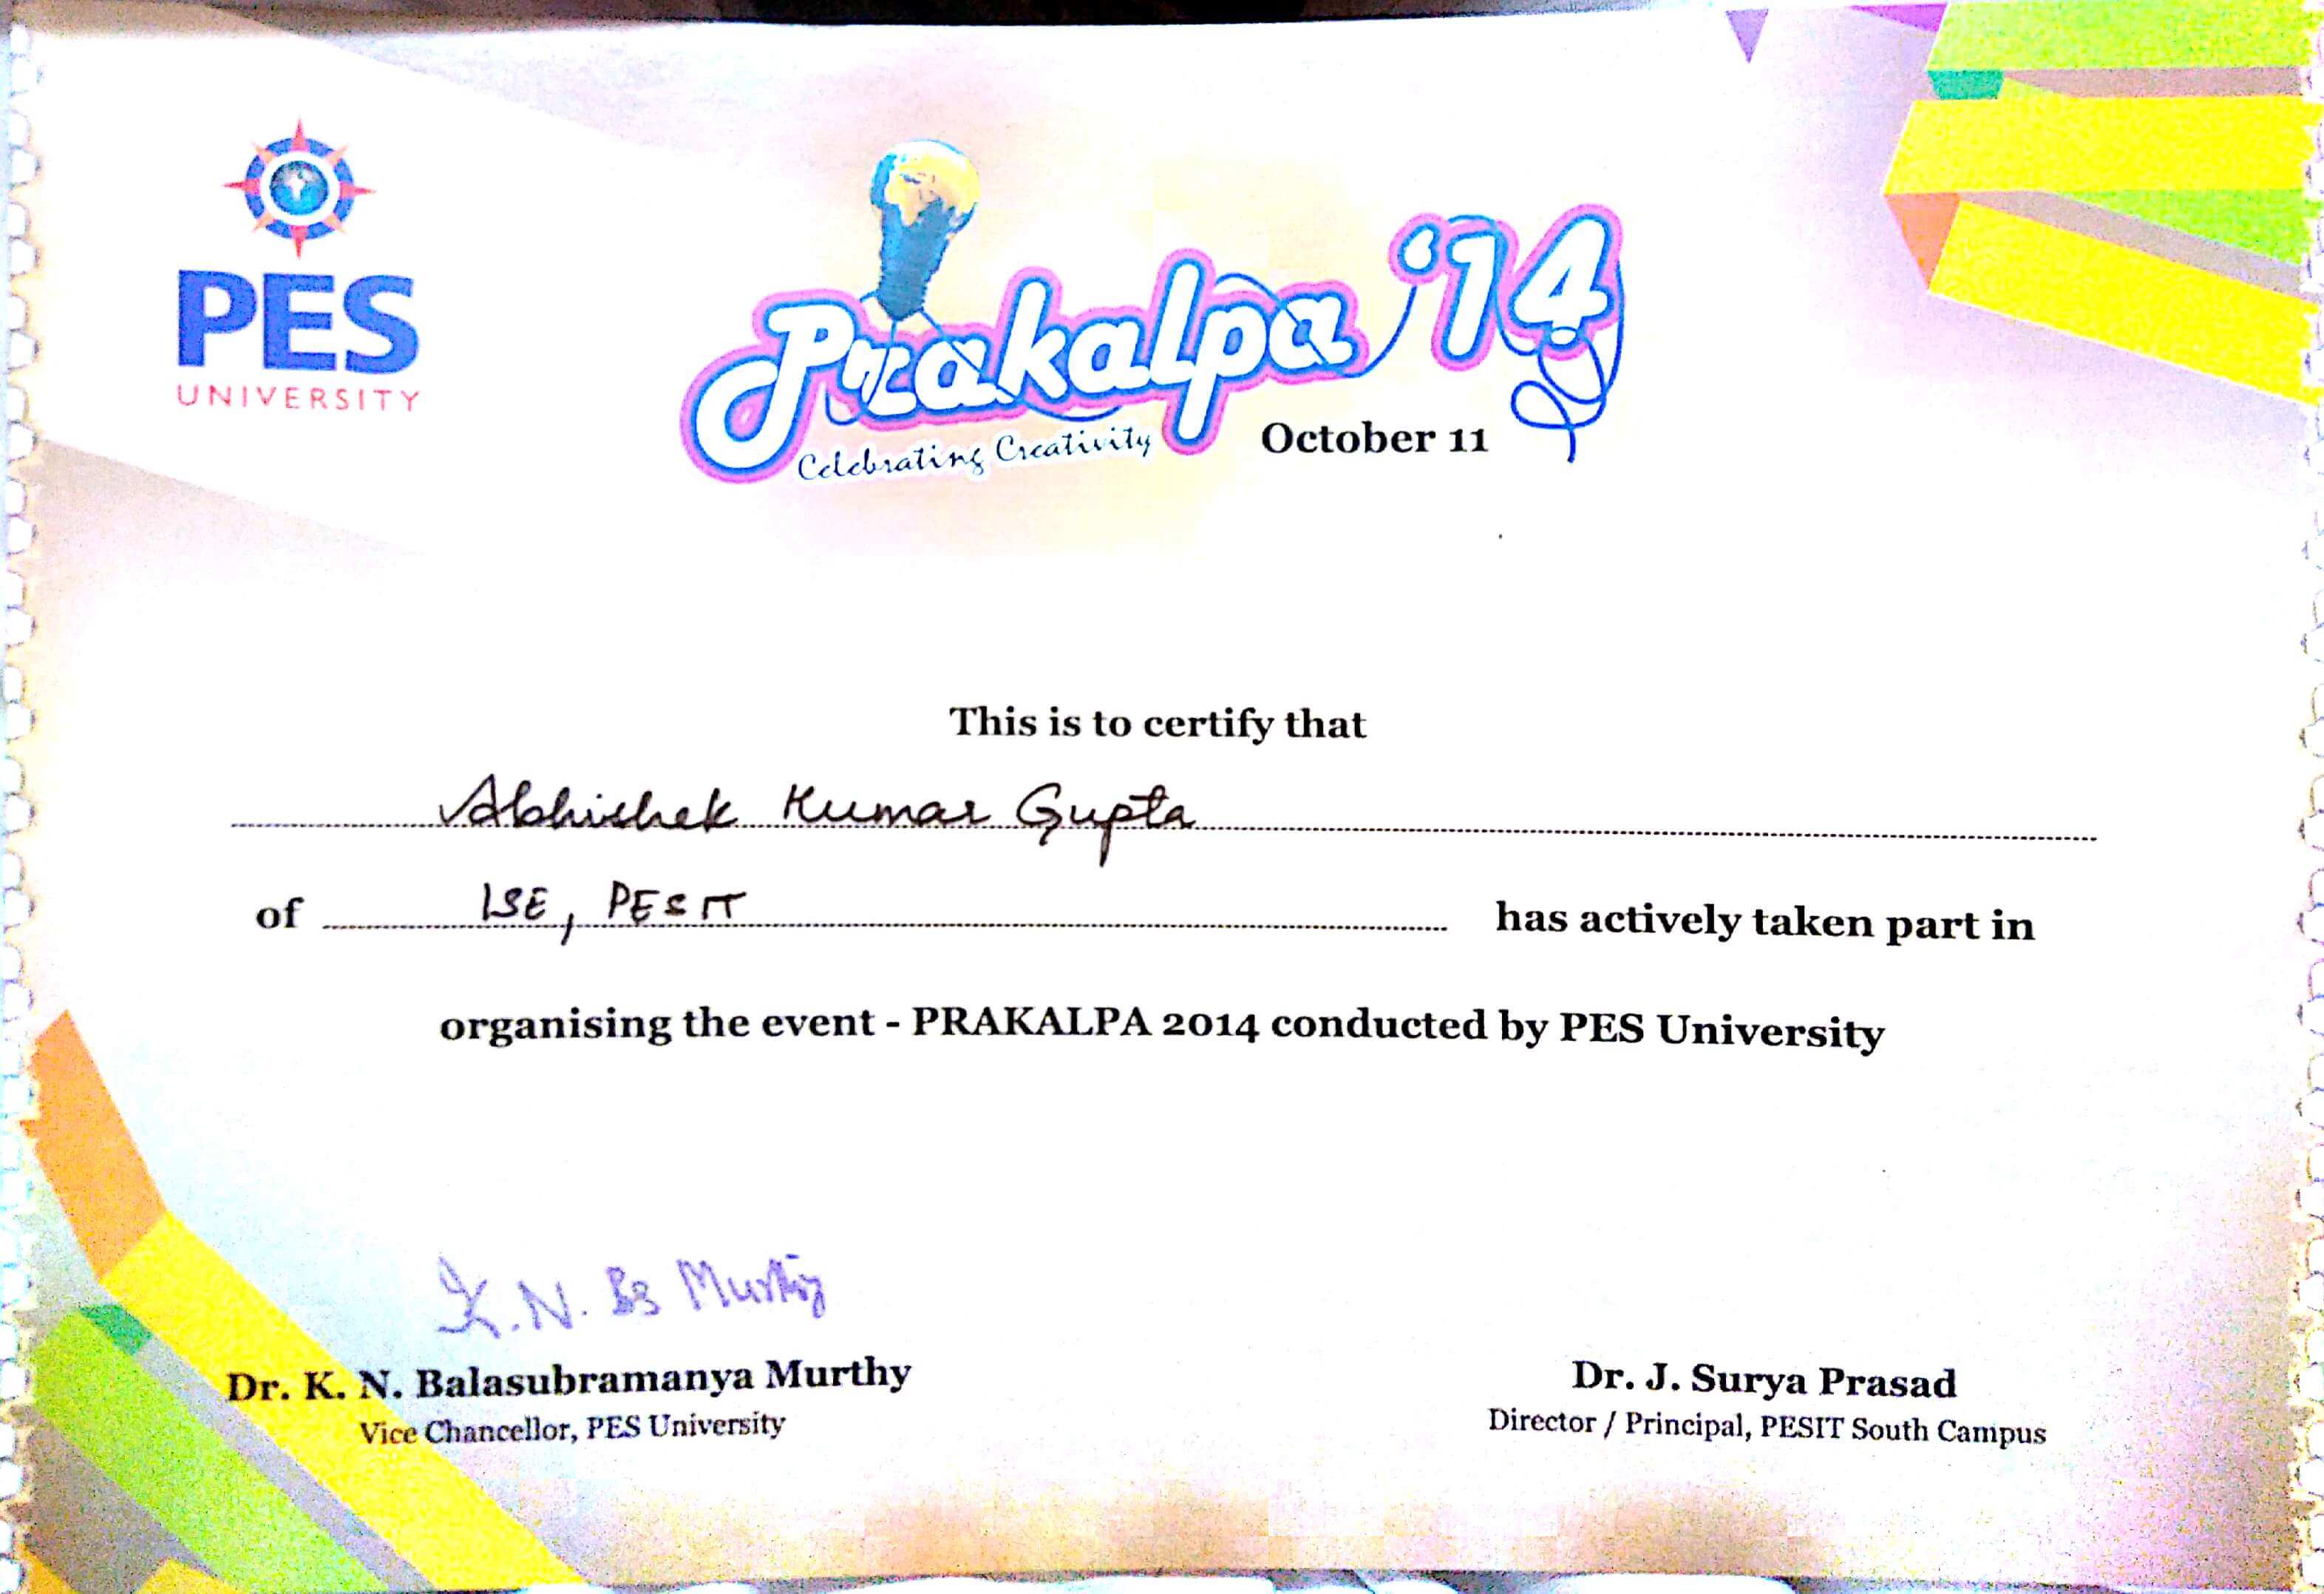 PES
UNIVERSITY
Prakalpa '14
Celebrating Creativity
October 11
This is to certify that
Abhishek Kumar Gupta
of ISE, PESIT has actively taken part in
organising the event - PRAKALPA 2014 conducted by PES University
K. N. BS Murthy
Dr. K. N. Balasubramanya Murthy
Vice Chancellor, PES University
Dr. J. Surya Prasad
Director / Principal, PESIT South Campus